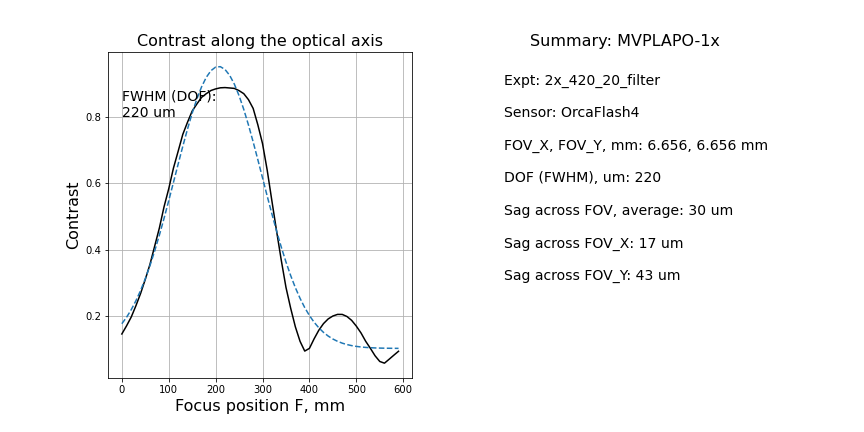 Contrast along the optical axis
FWHM (DOF):
220 um
0.8
0.6
0.4
0.2
Contrast
0 100 200 300 400 500 600
Focus position F, mm
Summary: MVPLAPO-1x
Expt: 2x_420_20_filter
Sensor: OrcaFlash4
FOV_X, FOV_Y, mm: 6.656, 6.656 mm
DOF (FWHM), um: 220
Sag across FOV, average: 30 um
Sag across FOV_X: 17 um
Sag across FOV_Y: 43 um